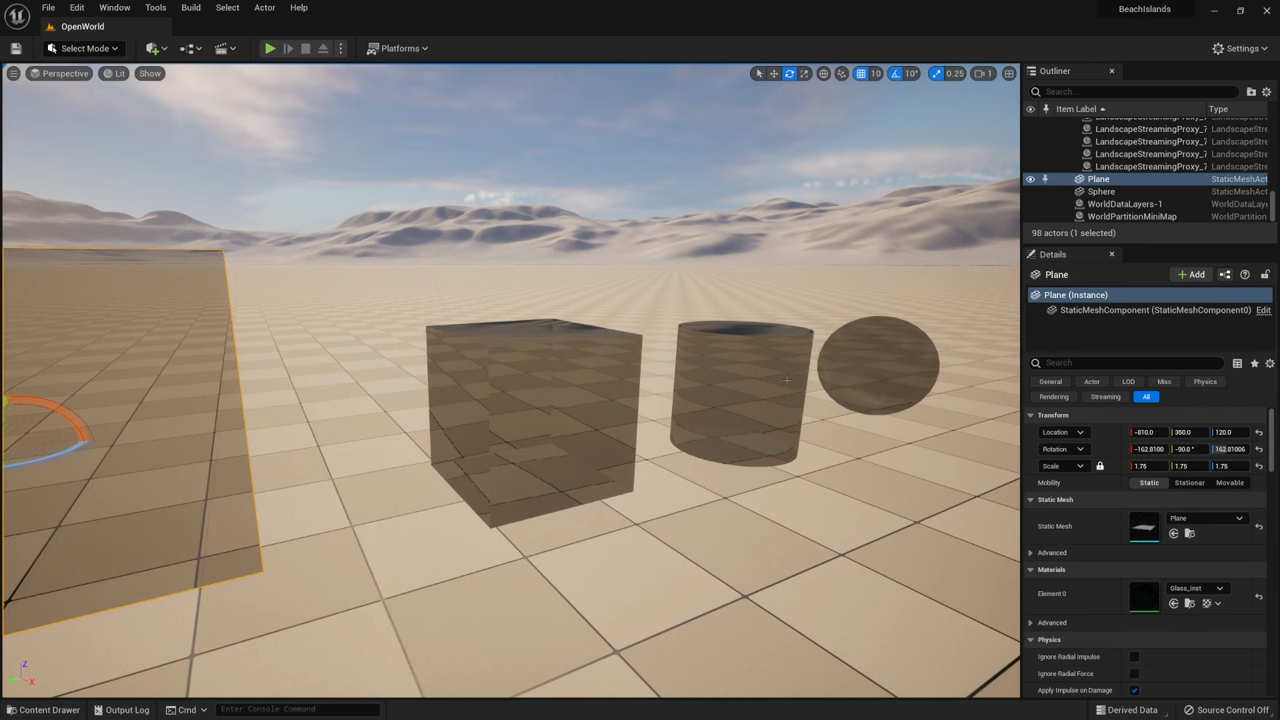 File Edit Window Tools Build Select Actor Help
BeachIslands
OpenWorld
Select Mode
Platforms
Settings
Perspective Lit Show
10 10° 0.25 1
Outliner
Search...
Item Label Type
LandscapeStreamingProxy_7 LandscapeStre
LandscapeStreamingProxy_7 LandscapeStre
LandscapeStreamingProxy_7 LandscapeStre
LandscapeStreamingProxy_7 LandscapeStre
Plane StaticMeshAct
Sphere StaticMeshAct
WorldDataLayers-1 WorldDataLaye
WorldPartitionMiniMap WorldPartition
98 actors (1 selected)
Details
Plane
+ Add
Plane (Instance)
StaticMeshComponent (StaticMeshComponent0) Edit
Search
General Actor LOD Misc Physics
Rendering Streaming All
Transform
Location -810.0 350.0 120.0
Rotation -162.8100 -90.0 ° 162.81006
Scale 1.75 1.75 1.75
Mobility Static Stationar Movable
Static Mesh
Static Mesh Plane
Advanced
Materials
Element 0 Glass_Inst
Advanced
Physics
Ignore Radial Impulse
Ignore Radial Force
Apply Impulse on Damage
Z
X
Content Drawer Output Log Cmd Enter Console Command Derived Data Source Control Off